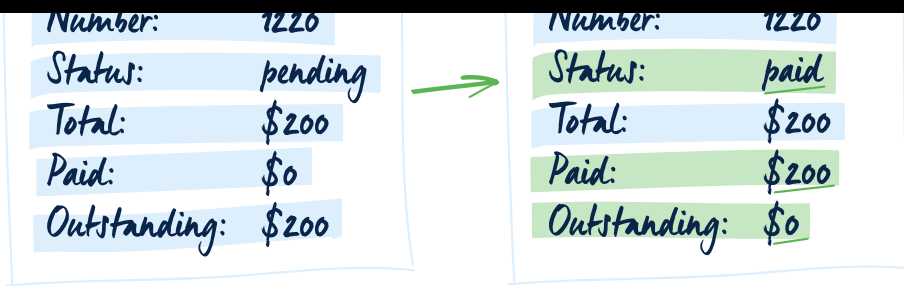 Number: 1220
Status: pending
Total: $200
Paid: $0
Outstanding: $200
Number: 1220
Status: paid
Total: $200
Paid: $200
Outstanding: $0